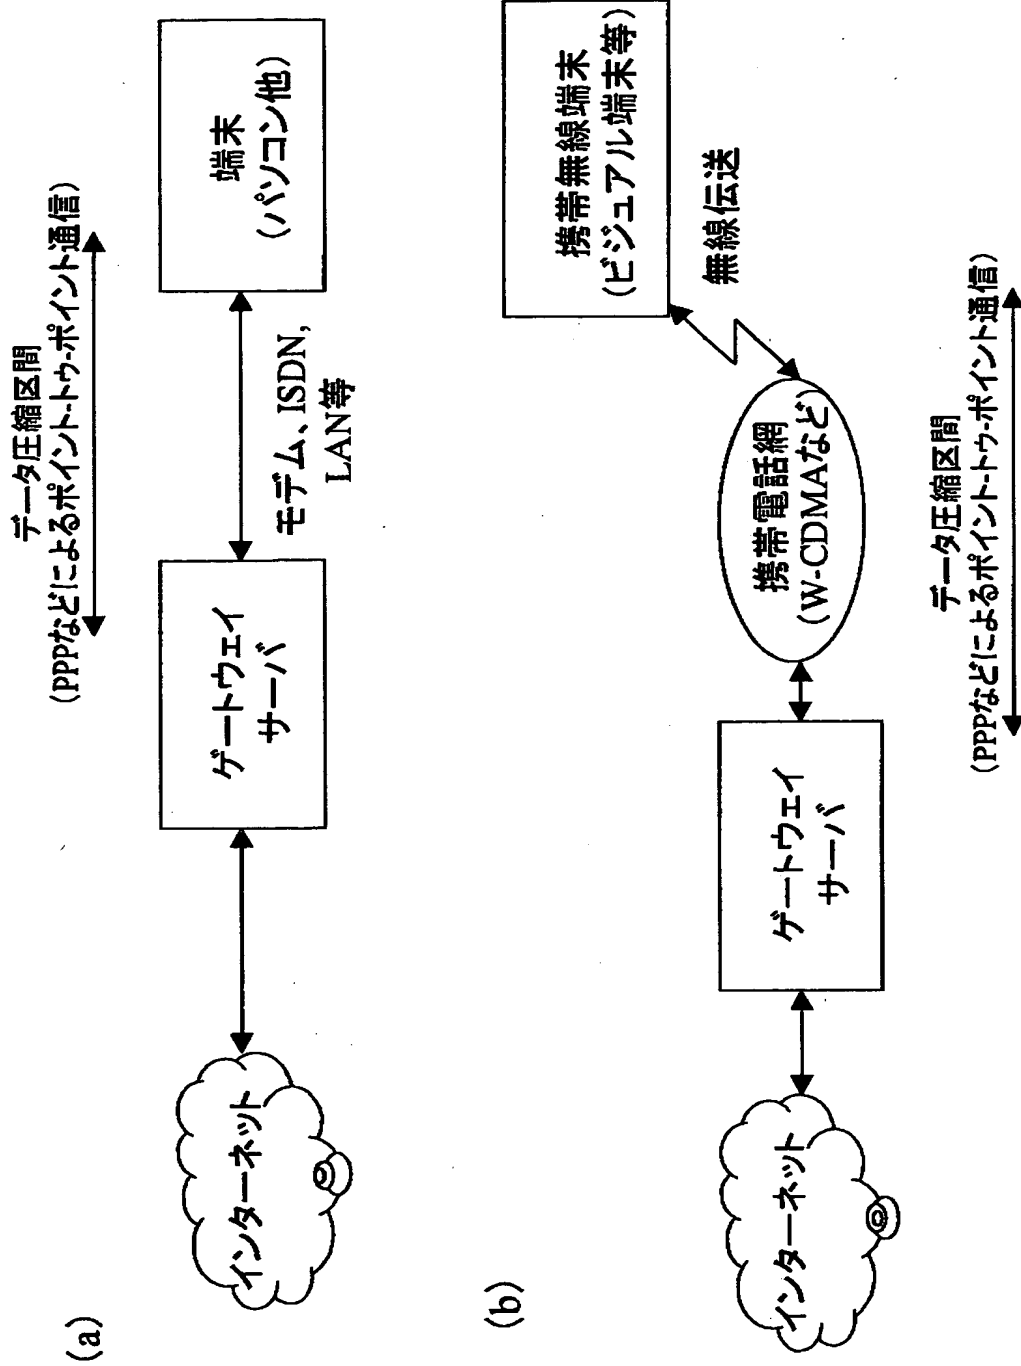 (a)
データ圧縮区間
(PPPなどによるポイント-トゥ-ポイント通信)
インターネット
ゲートウェイ
サーバ
モデム、ISDN,
LAN等
端末
(パソコン他)
(b)
インターネット
ゲートウェイ
サーバ
携帯電話網
(W-CDMAなど)
無線伝送
携帯無線端末
(ビジュアル端末等)
データ圧縮区間
(PPPなどによるポイント-トゥ-ポイント通信)